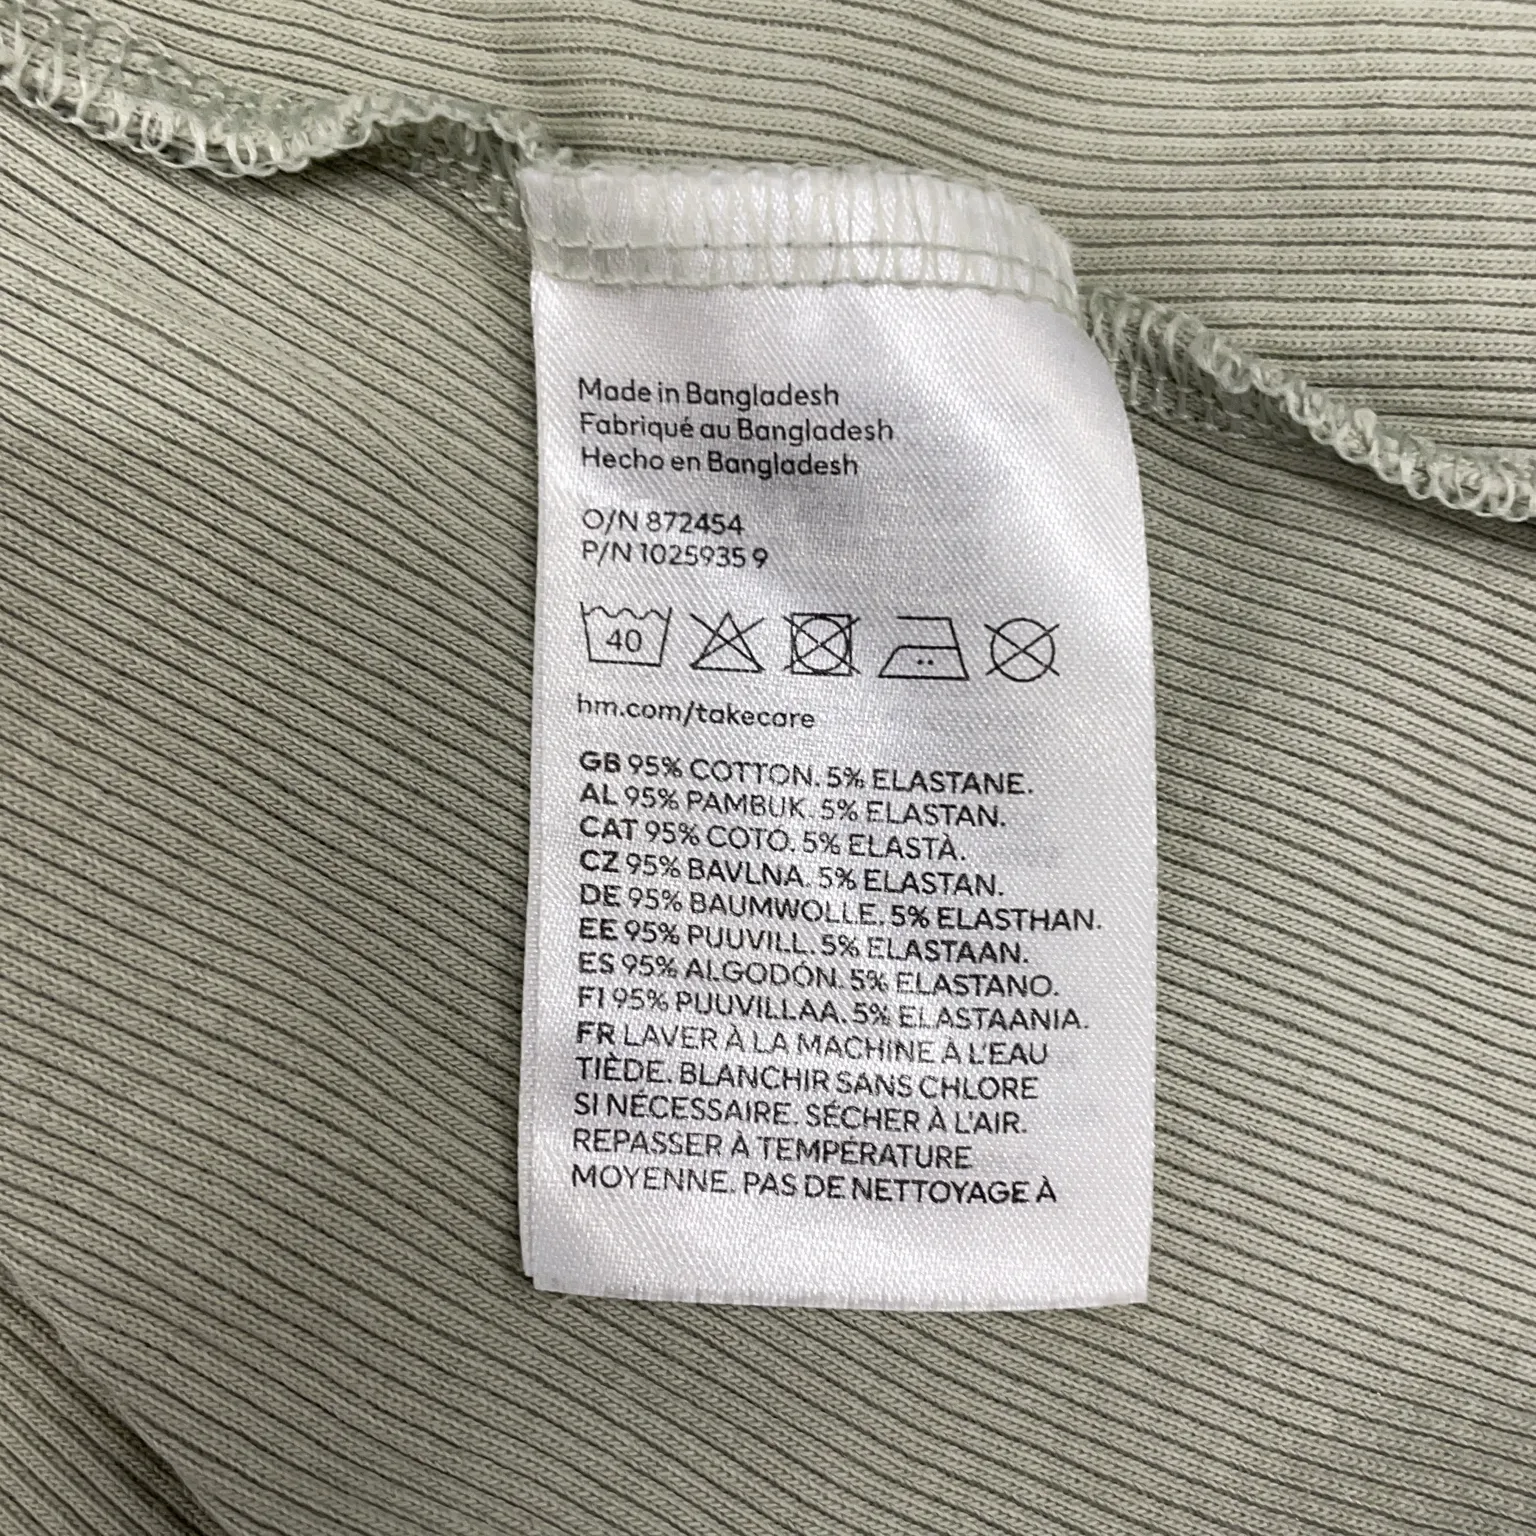 Made in Bangladesh
Fabriqué au Bangladesh
Hecho en Bangladesh
O/N 872454
P/N 1025935 9
40
hm.com/takecare
GB 95% COTTON. 5% ELASTANE.
AL 95% PAMBUK. 5% ELASTAN.
CAT 95% COTÓ. 5% ELASTÀ.
CZ 95% BAVLNA. 5% ELASTAN.
DE 95% BAUMWOLLE. 5% ELASTHAN.
EE 95% PUUVILL. 5% ELASTAAN.
ES 95% ALGODÓN. 5% ELASTANO.
FI 95% PUUVILLAA. 5% ELASTAANIA.
FR LAVER À LA MACHINE À L'EAU
TIÈDE. BLANCHIR SANS CHLORE
SI NÉCESSAIRE. SÉCHER À L'AIR.
REPASSER À TEMPÉRATURE
MOYENNE. PAS DE NETTOYAGE À